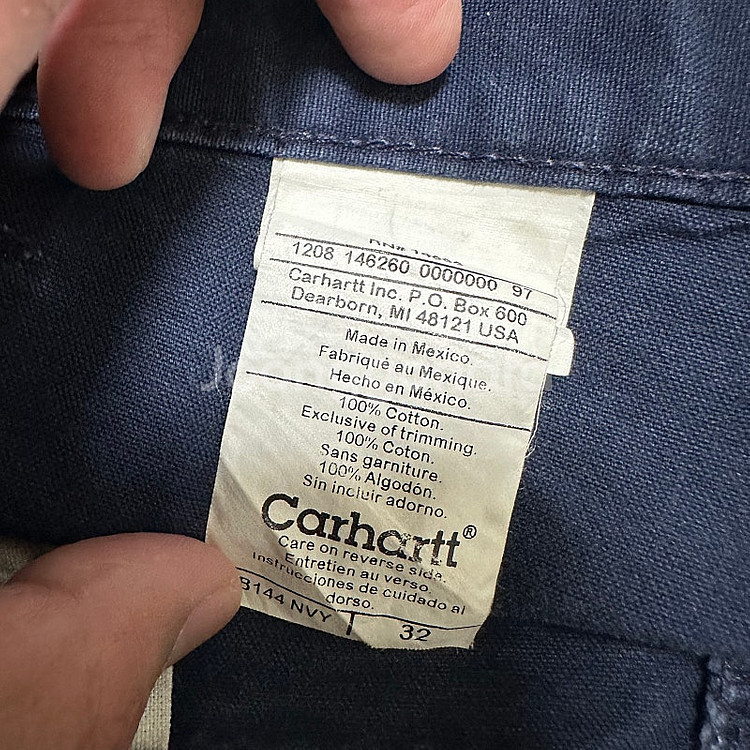 1208 146260 0000000 97
Carhartt Inc. P.O. Box 600
Dearborn, MI 48121 USA
Made in Mexico.
Fabriqué au Mexique.
Hecho en México.
100% Cotton.
Exclusive of trimming.
100% Coton.
Sans garniture.
100% Algodón.
Sin incluir adorno.
Carhartt®
Care on reverse side.
Entretien au verso.
Instrucciones de cuidado al
dorso.
B144 NVY 32